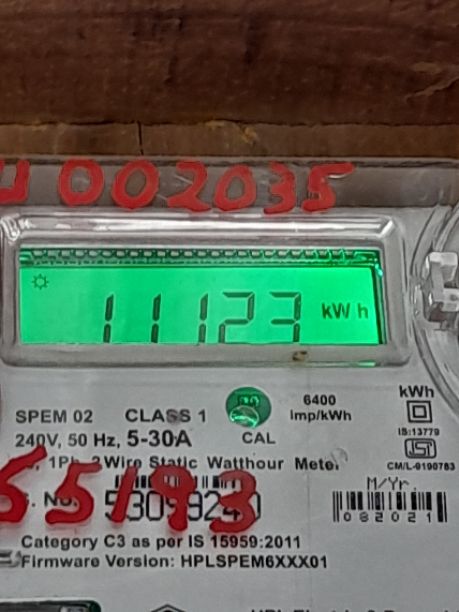 U 002035
11123 kWh
6400
imp/kWh
kWh
SPEM 02 CLASS 1
240V, 50 Hz, 5-30A
CAL
IS:13779
CM/L-9190763
1Ph, 2Wire Static Watthour Meter
M/Yr.
65193
082021
Category C3 as per IS 15959:2011
Firmware Version: HPLSPEM6XXX01